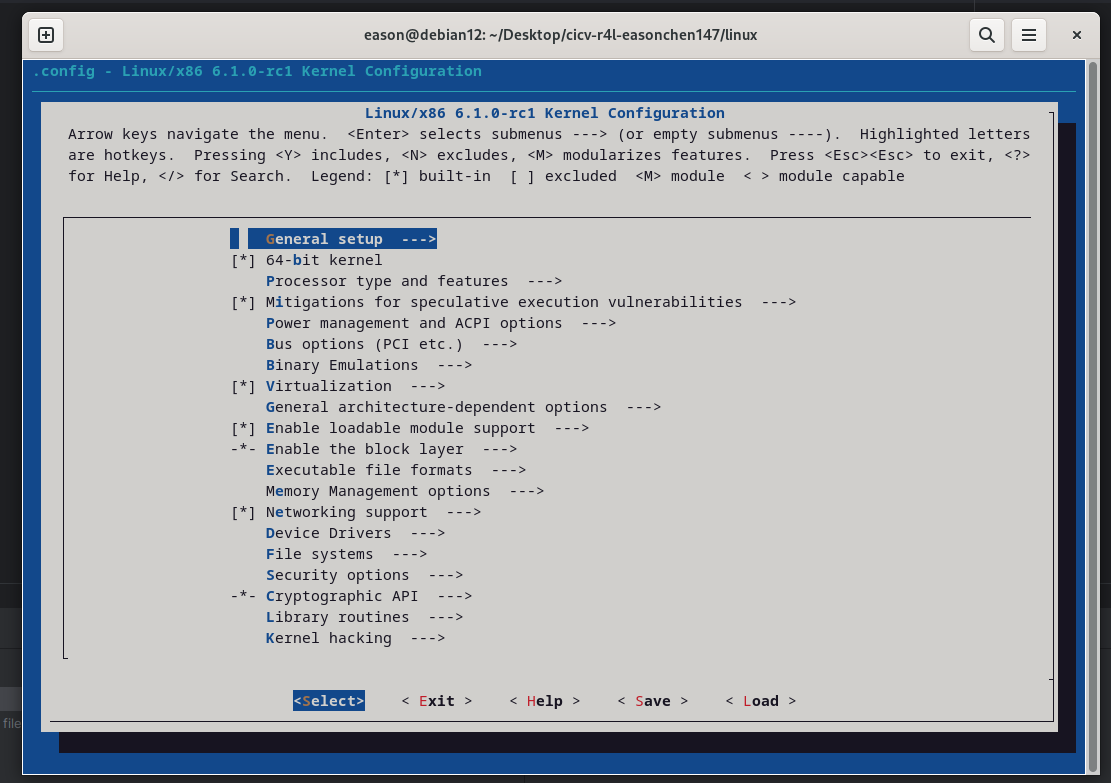 eason@debian12: ~/Desktop/cicv-r4l-easonchen147/linux
.config - Linux/x86 6.1.0-rc1 Kernel Configuration
Linux/x86 6.1.0-rc1 Kernel Configuration
Arrow keys navigate the menu.  <Enter> selects submenus ---> (or empty submenus ----).  Highlighted letters
are hotkeys.  Pressing <Y> includes, <N> excludes, <M> modularizes features.  Press <Esc><Esc> to exit, <?>
for Help, </> for Search.  Legend: [*] built-in  [ ] excluded  <M> module  < > module capable
General setup  --->
[*] 64-bit kernel
Processor type and features  --->
[*] Mitigations for speculative execution vulnerabilities  --->
Power management and ACPI options  --->
Bus options (PCI etc.)  --->
Binary Emulations  --->
[*] Virtualization  --->
General architecture-dependent options  --->
[*] Enable loadable module support  --->
-*- Enable the block layer  --->
Executable file formats  --->
Memory Management options  --->
[*] Networking support  --->
Device Drivers  --->
File systems  --->
Security options  --->
-*- Cryptographic API  --->
Library routines  --->
Kernel hacking  --->
<Select>    < Exit >    < Help >    < Save >    < Load >
file